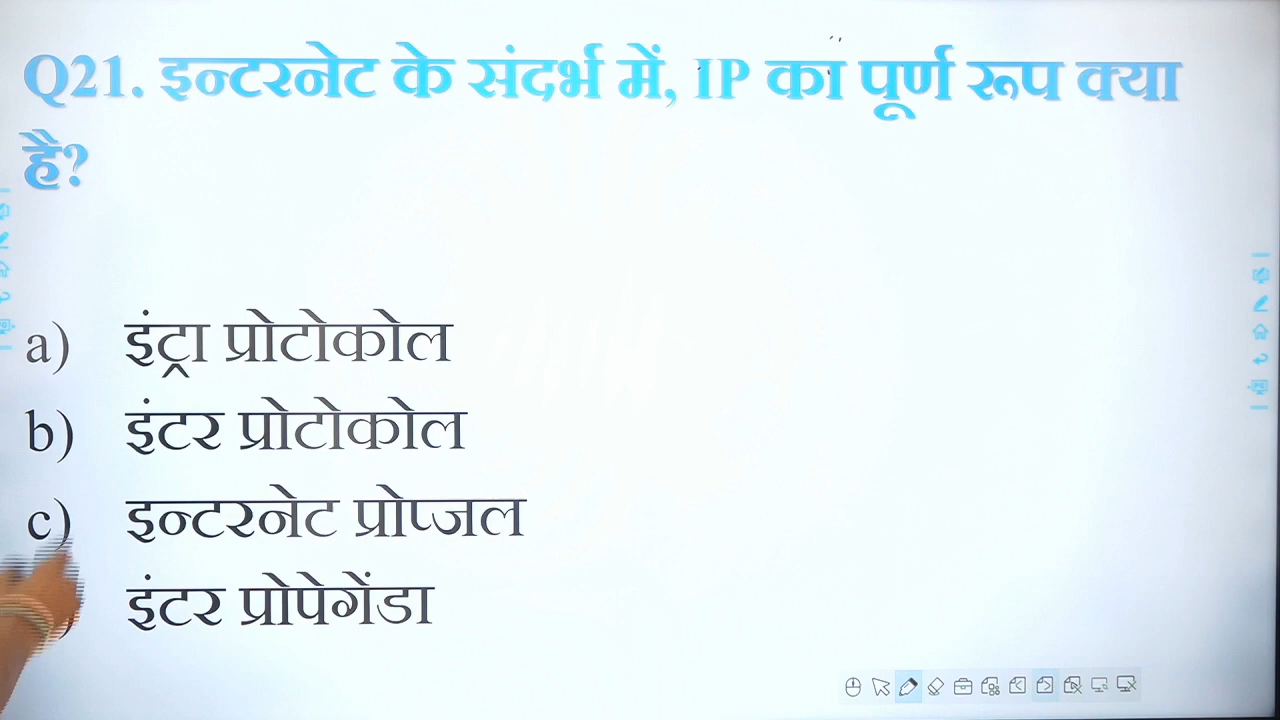 Q21. इन्टरनेट के संदर्भ में, IP का पूर्ण रूप क्या
है?
a) इंट्रा प्रोटोकोल
b) इंटर प्रोटोकोल
c) इन्टरनेट प्रोप्जल
इंटर प्रोपेगेंडा